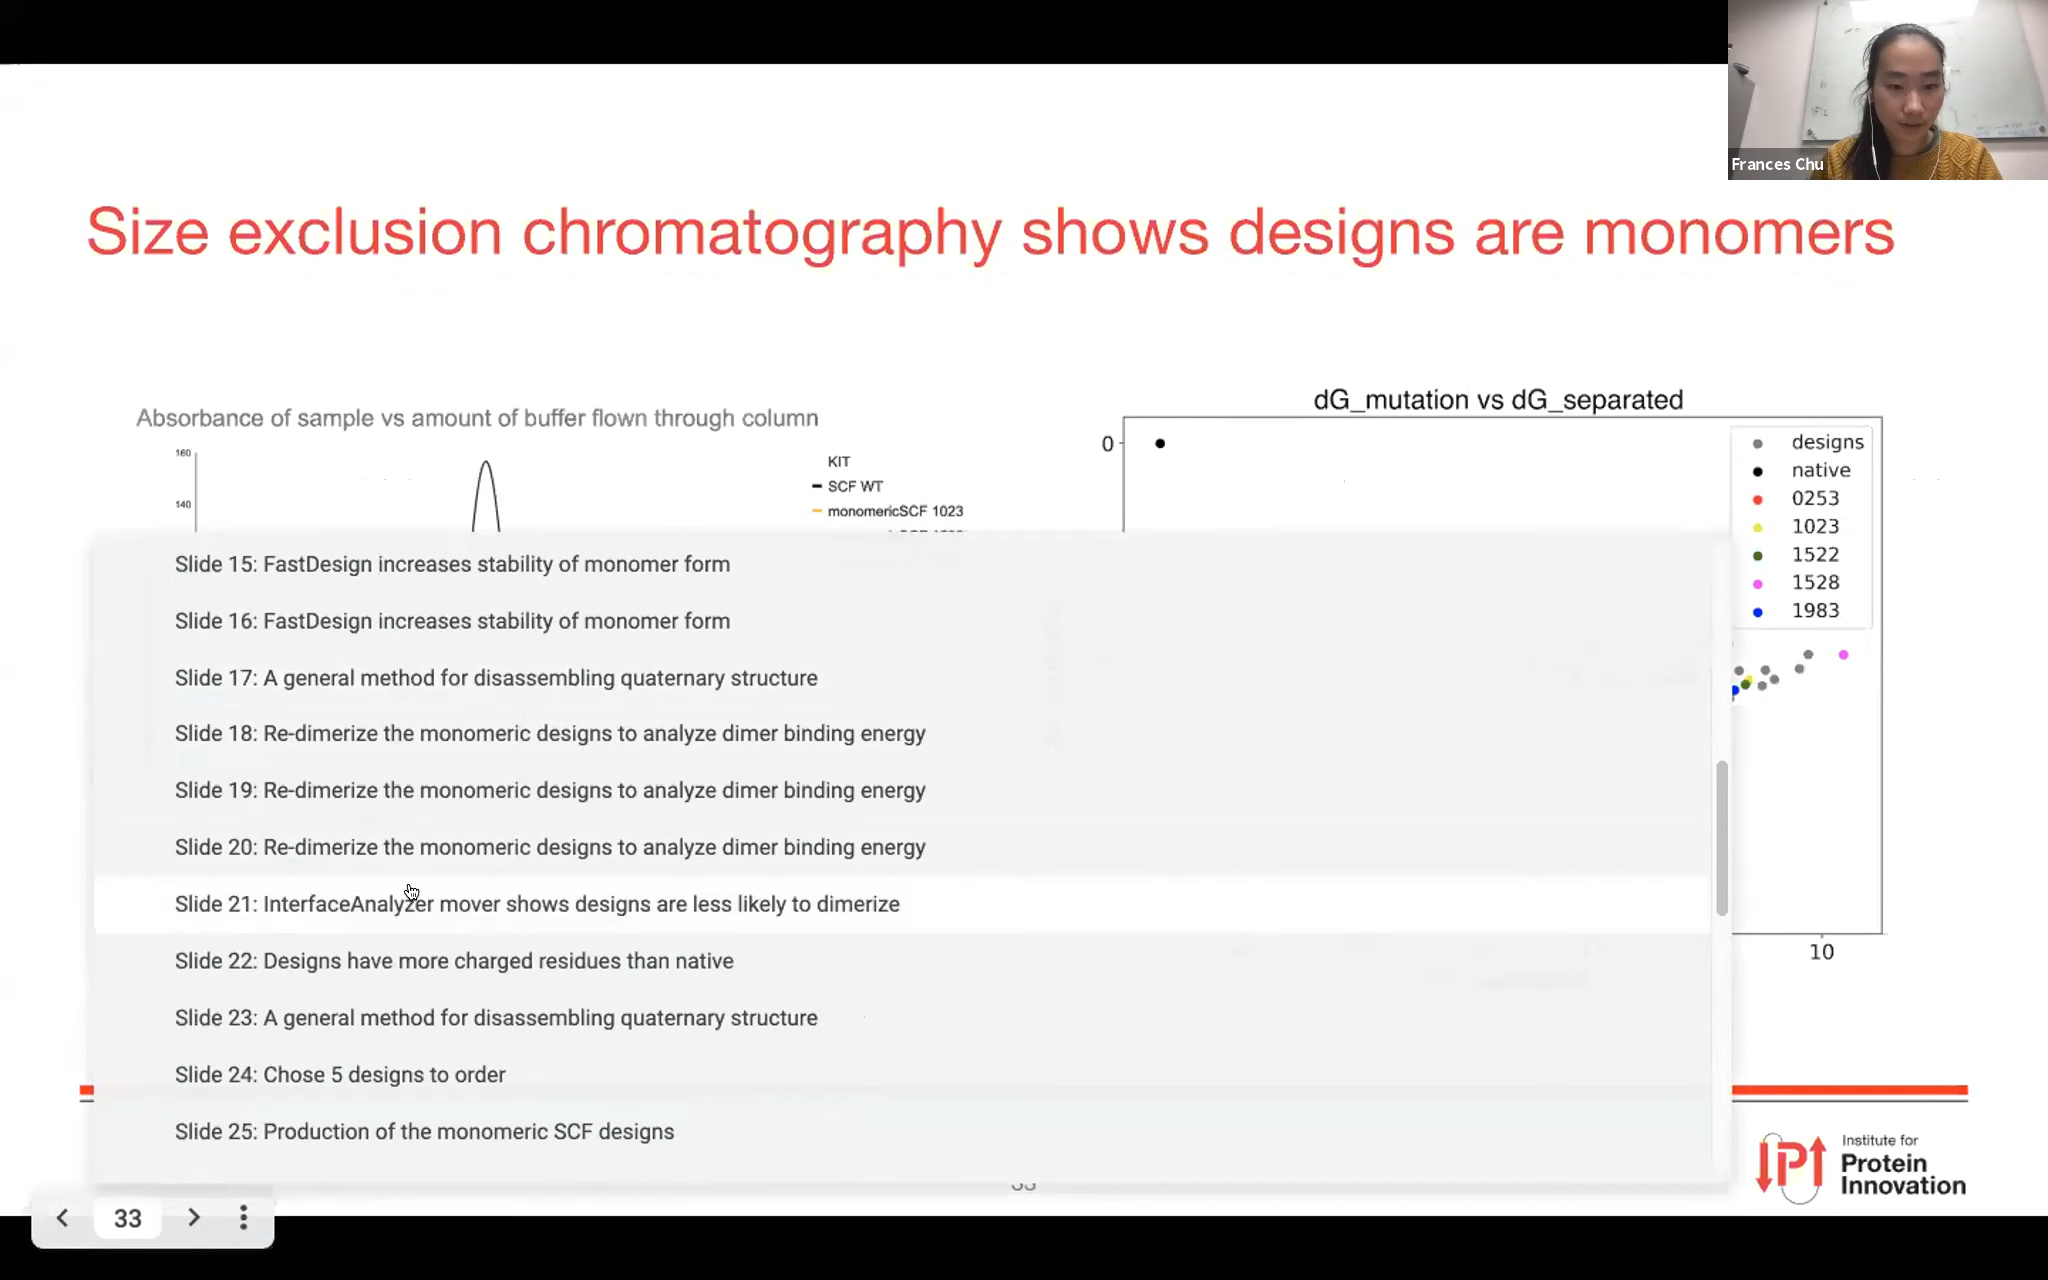 Frances Chu
Size exclusion chromatography shows designs are monomers
Absorbance of sample vs amount of buffer flown through column
160
140
KIT
SCF WT
monomericSCF 1023
dG_mutation vs dG_separated
0
designs
native
0253
1023
1522
1528
1983
10
Slide 15: FastDesign increases stability of monomer form
Slide 16: FastDesign increases stability of monomer form
Slide 17: A general method for disassembling quaternary structure
Slide 18: Re-dimerize the monomeric designs to analyze dimer binding energy
Slide 19: Re-dimerize the monomeric designs to analyze dimer binding energy
Slide 20: Re-dimerize the monomeric designs to analyze dimer binding energy
Slide 21: InterfaceAnalyzer mover shows designs are less likely to dimerize
Slide 22: Designs have more charged residues than native
Slide 23: A general method for disassembling quaternary structure
Slide 24: Chose 5 designs to order
Slide 25: Production of the monomeric SCF designs
33
IPI
Institute for
Protein
Innovation